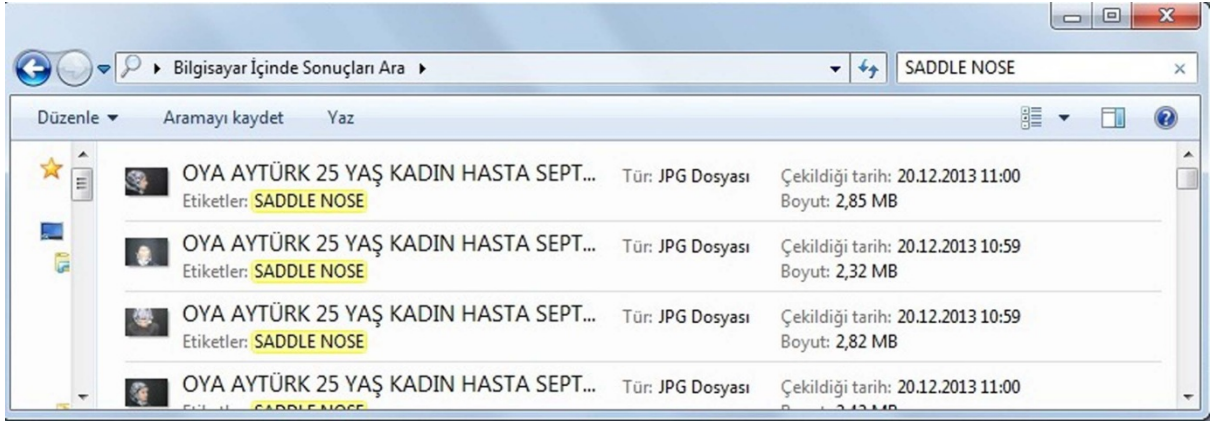 Bilgisayar İçinde Sonuçları Ara
SADDLE NOSE
Düzenle Aramayı kaydet Yaz
OYA AYTÜRK 25 YAŞ KADIN HASTA SEPT... Tür: JPG Dosyası Çekildiği tarih: 20.12.2013 11:00
Etiketler: SADDLE NOSE Boyut: 2,85 MB
OYA AYTÜRK 25 YAŞ KADIN HASTA SEPT... Tür: JPG Dosyası Çekildiği tarih: 20.12.2013 10:59
Etiketler: SADDLE NOSE Boyut: 2,32 MB
OYA AYTÜRK 25 YAŞ KADIN HASTA SEPT... Tür: JPG Dosyası Çekildiği tarih: 20.12.2013 10:59
Etiketler: SADDLE NOSE Boyut: 2,82 MB
OYA AYTÜRK 25 YAŞ KADIN HASTA SEPT... Tür: JPG Dosyası Çekildiği tarih: 20.12.2013 11:00
SADDLE NOSE